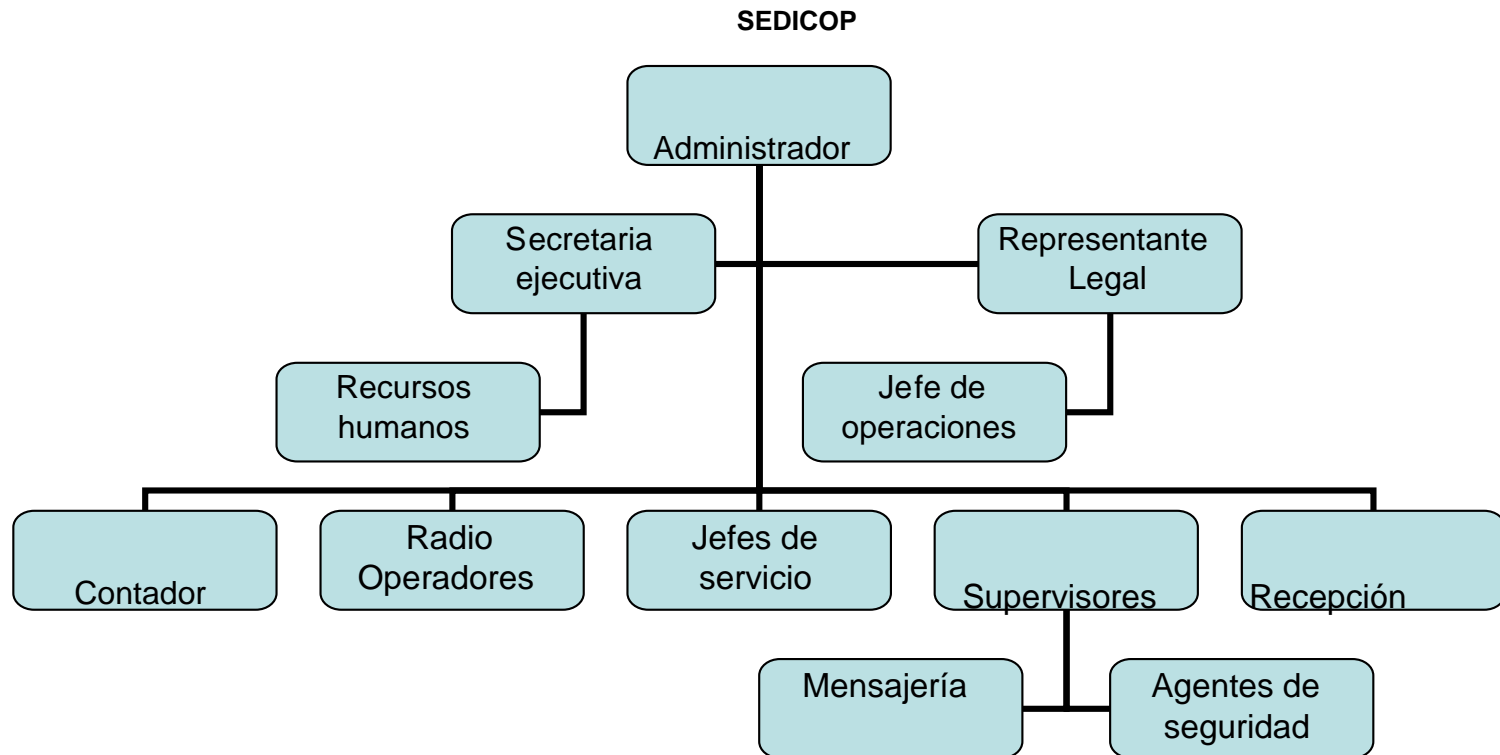 SEDICOP
Administrador
Secretaria
ejecutiva
Representante
Legal
Recursos
humanos
Jefe de
operaciones
Contador
Radio
Operadores
Jefes de
servicio
Supervisores
Recepción
Mensajería
Agentes de
seguridad